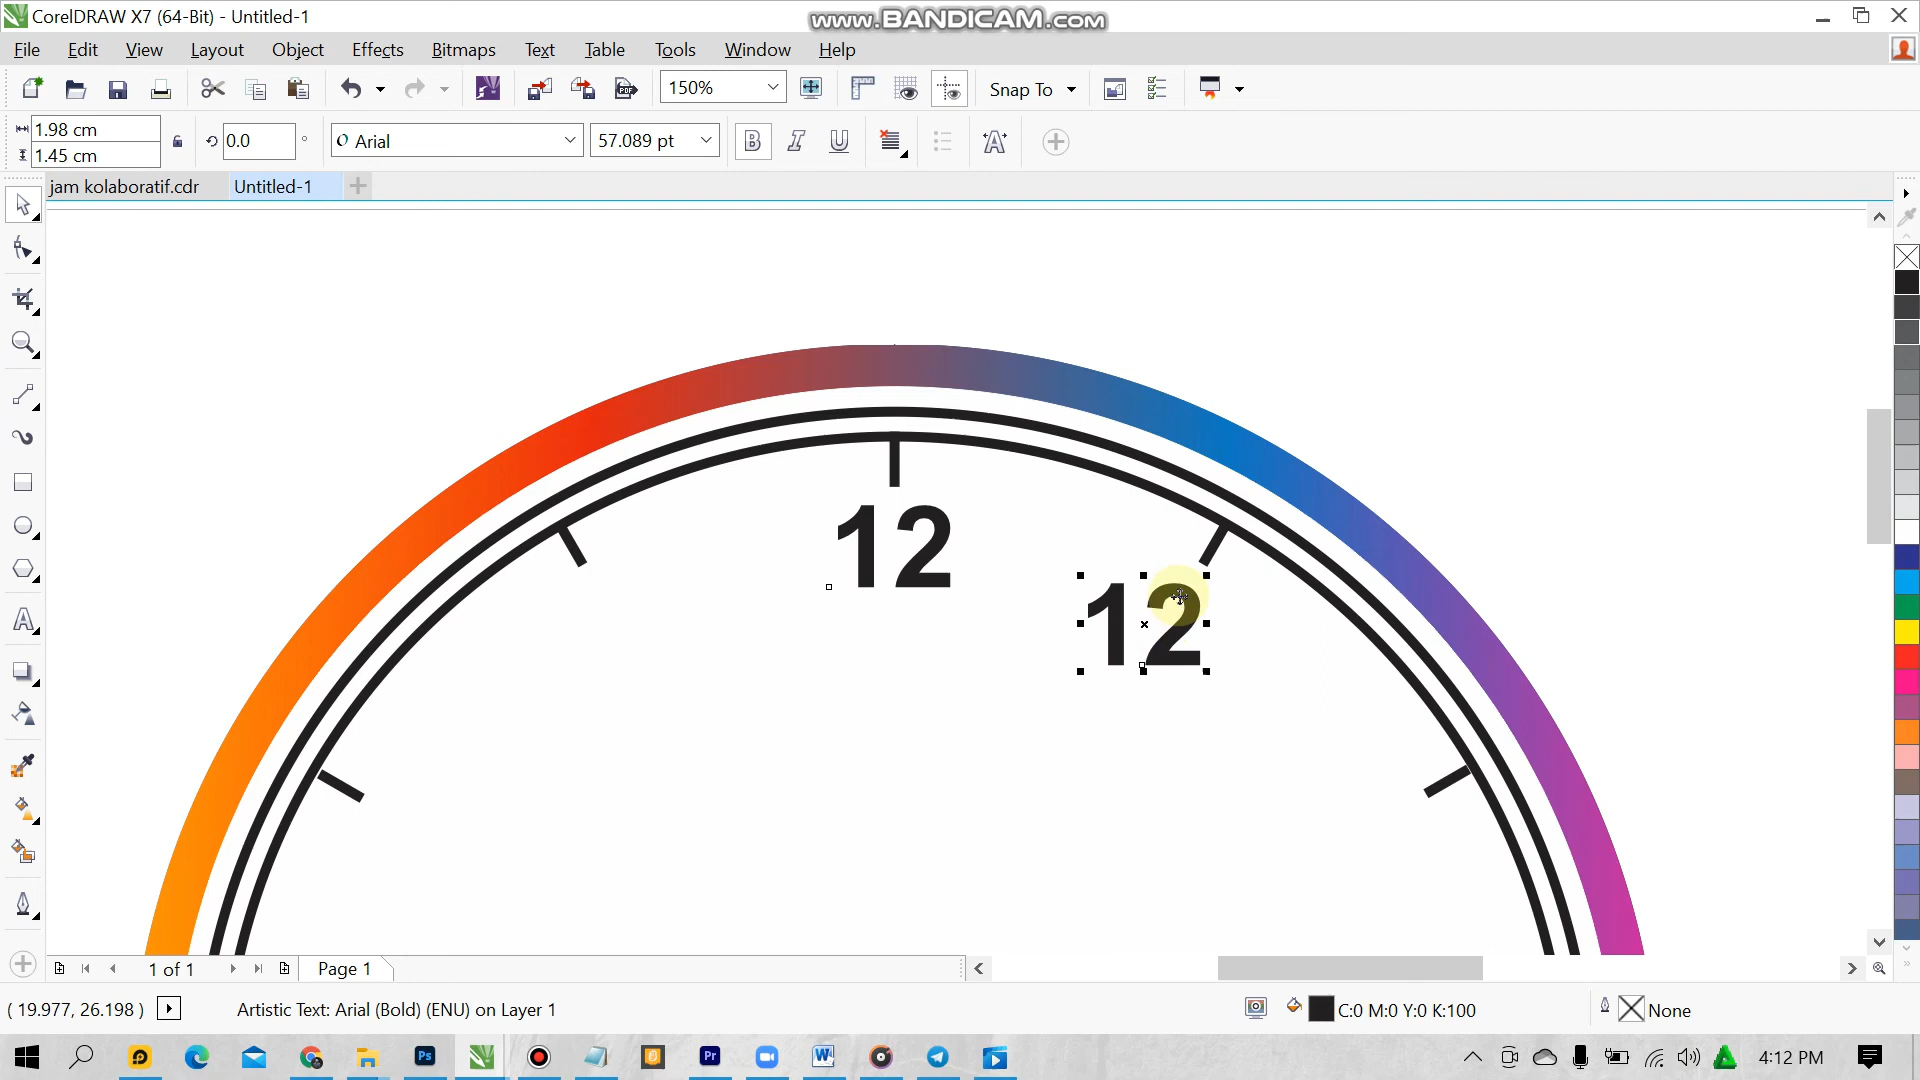 CorelDRAW X7 (64-Bit) - Untitled-1
www.BANDICAM.com
File Edit View Layout Object Effects Bitmaps Text Table Tools Window Help
PDF 150% Snap To
1.98 cm
1.45 cm
0.0 ° O Arial 57.089 pt B I U A
jam kolaboratif.cdr Untitled-1
12
12
A
1 of 1 Page 1
( 19.977, 26.198 ) Artistic Text: Arial (Bold) (ENU) on Layer 1 C:0 M:0 Y:0 K:100 None
Ps Pr W 4:12 PM